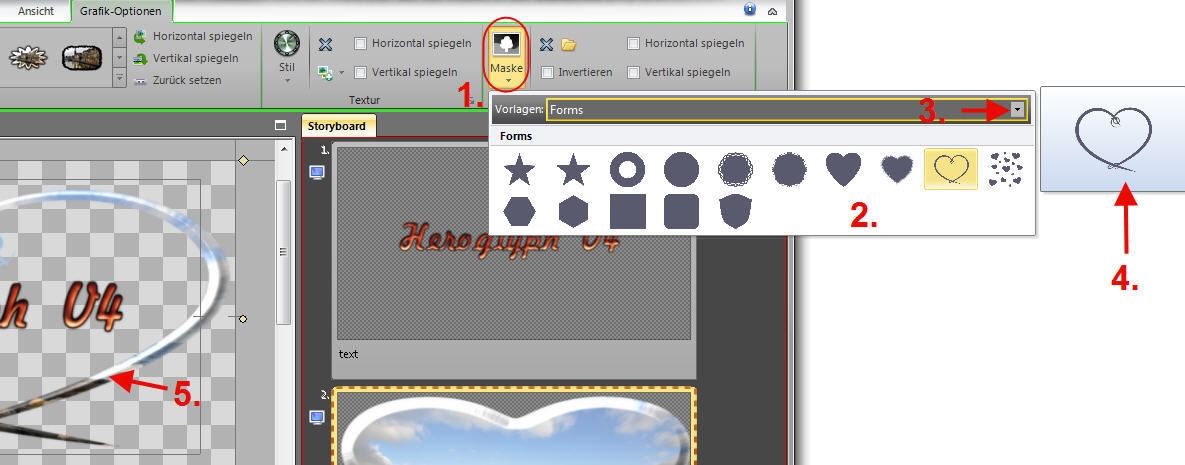 Ansicht
Grafik-Optionen
Horizontal spiegeln
Vertikal spiegeln
Zurück setzen
Stil
Horizontal spiegeln
Vertikal spiegeln
Textur
Maske
Horizontal spiegeln
Invertieren
Vertikal spiegeln
1.
Vorlagen:
Forms
3.
Forms
2.
4.
Storyboard
1.
Heroglyph V4
text
2.
ph V4
5.